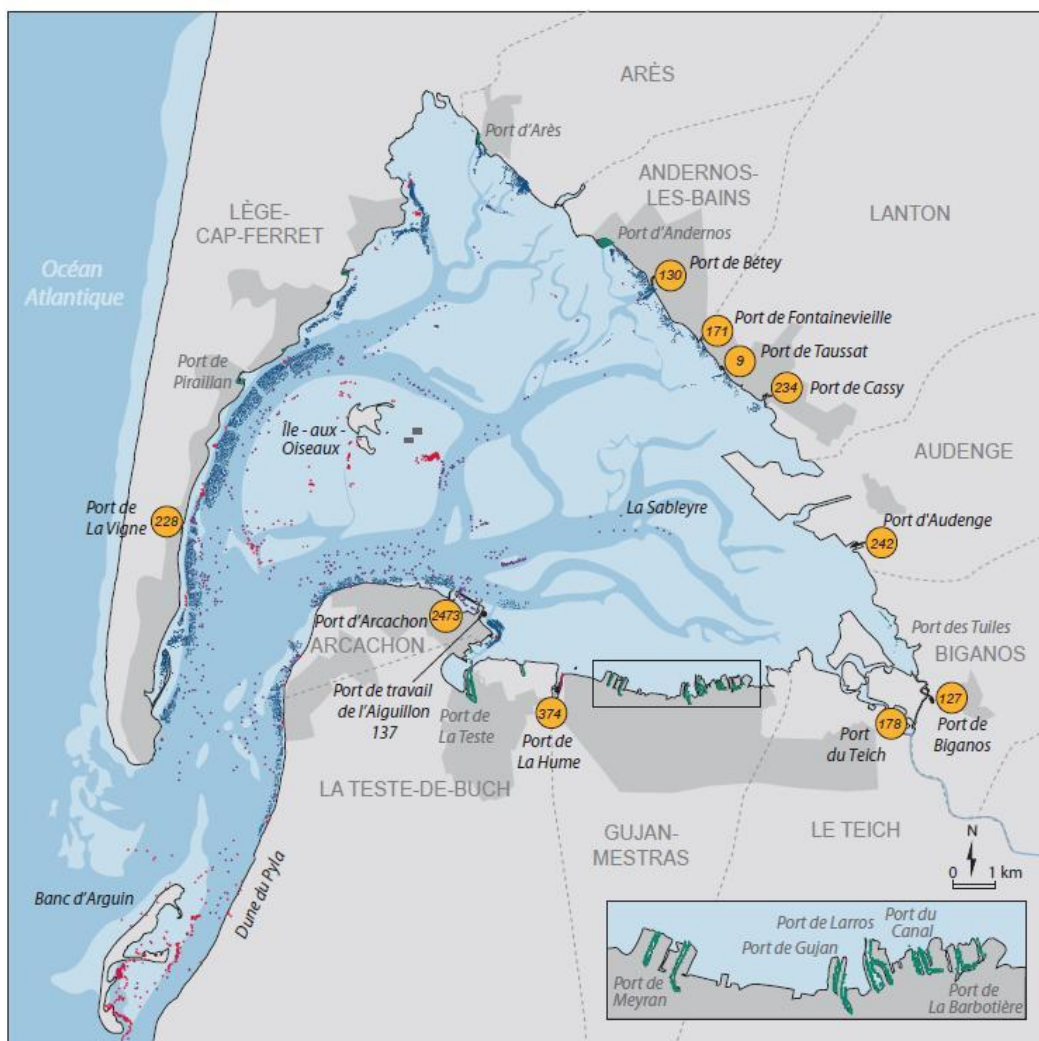 ARÈS
Port d'Arès
ANDERNOS-
LES-BAINS
LÈGE-
CAP-FERRET
LANTON
Port d'Andernos
Océan
Atlantique
130
Port de Bétey
171
Port de Fontainevieille
9
Port de Taussat
234
Port de Cassy
Port de
Piraillan
Île - aux -
Oiseaux
AUDENGE
Port de
La Vigne
228
La Sableyre
Port d'Audenge
242
Port d'Arcachon
2473
ARCACHON
Port des Tuiles
BIGANOS
Port de travail
de l'Aiguillon
137
Port de
La Teste
374
Port de
La Hume
127
Port de
Biganos
178
Port
du Teich
LA TESTE-DE-BUCH
GUJAN-
MESTRAS
LE TEICH
N
0 1 km
Banc d'Arguin
Dune du Pyla
Port de Larros
Port du
Canal
Port de Gujan
Port de
Meyran
Port de
La Barbotière